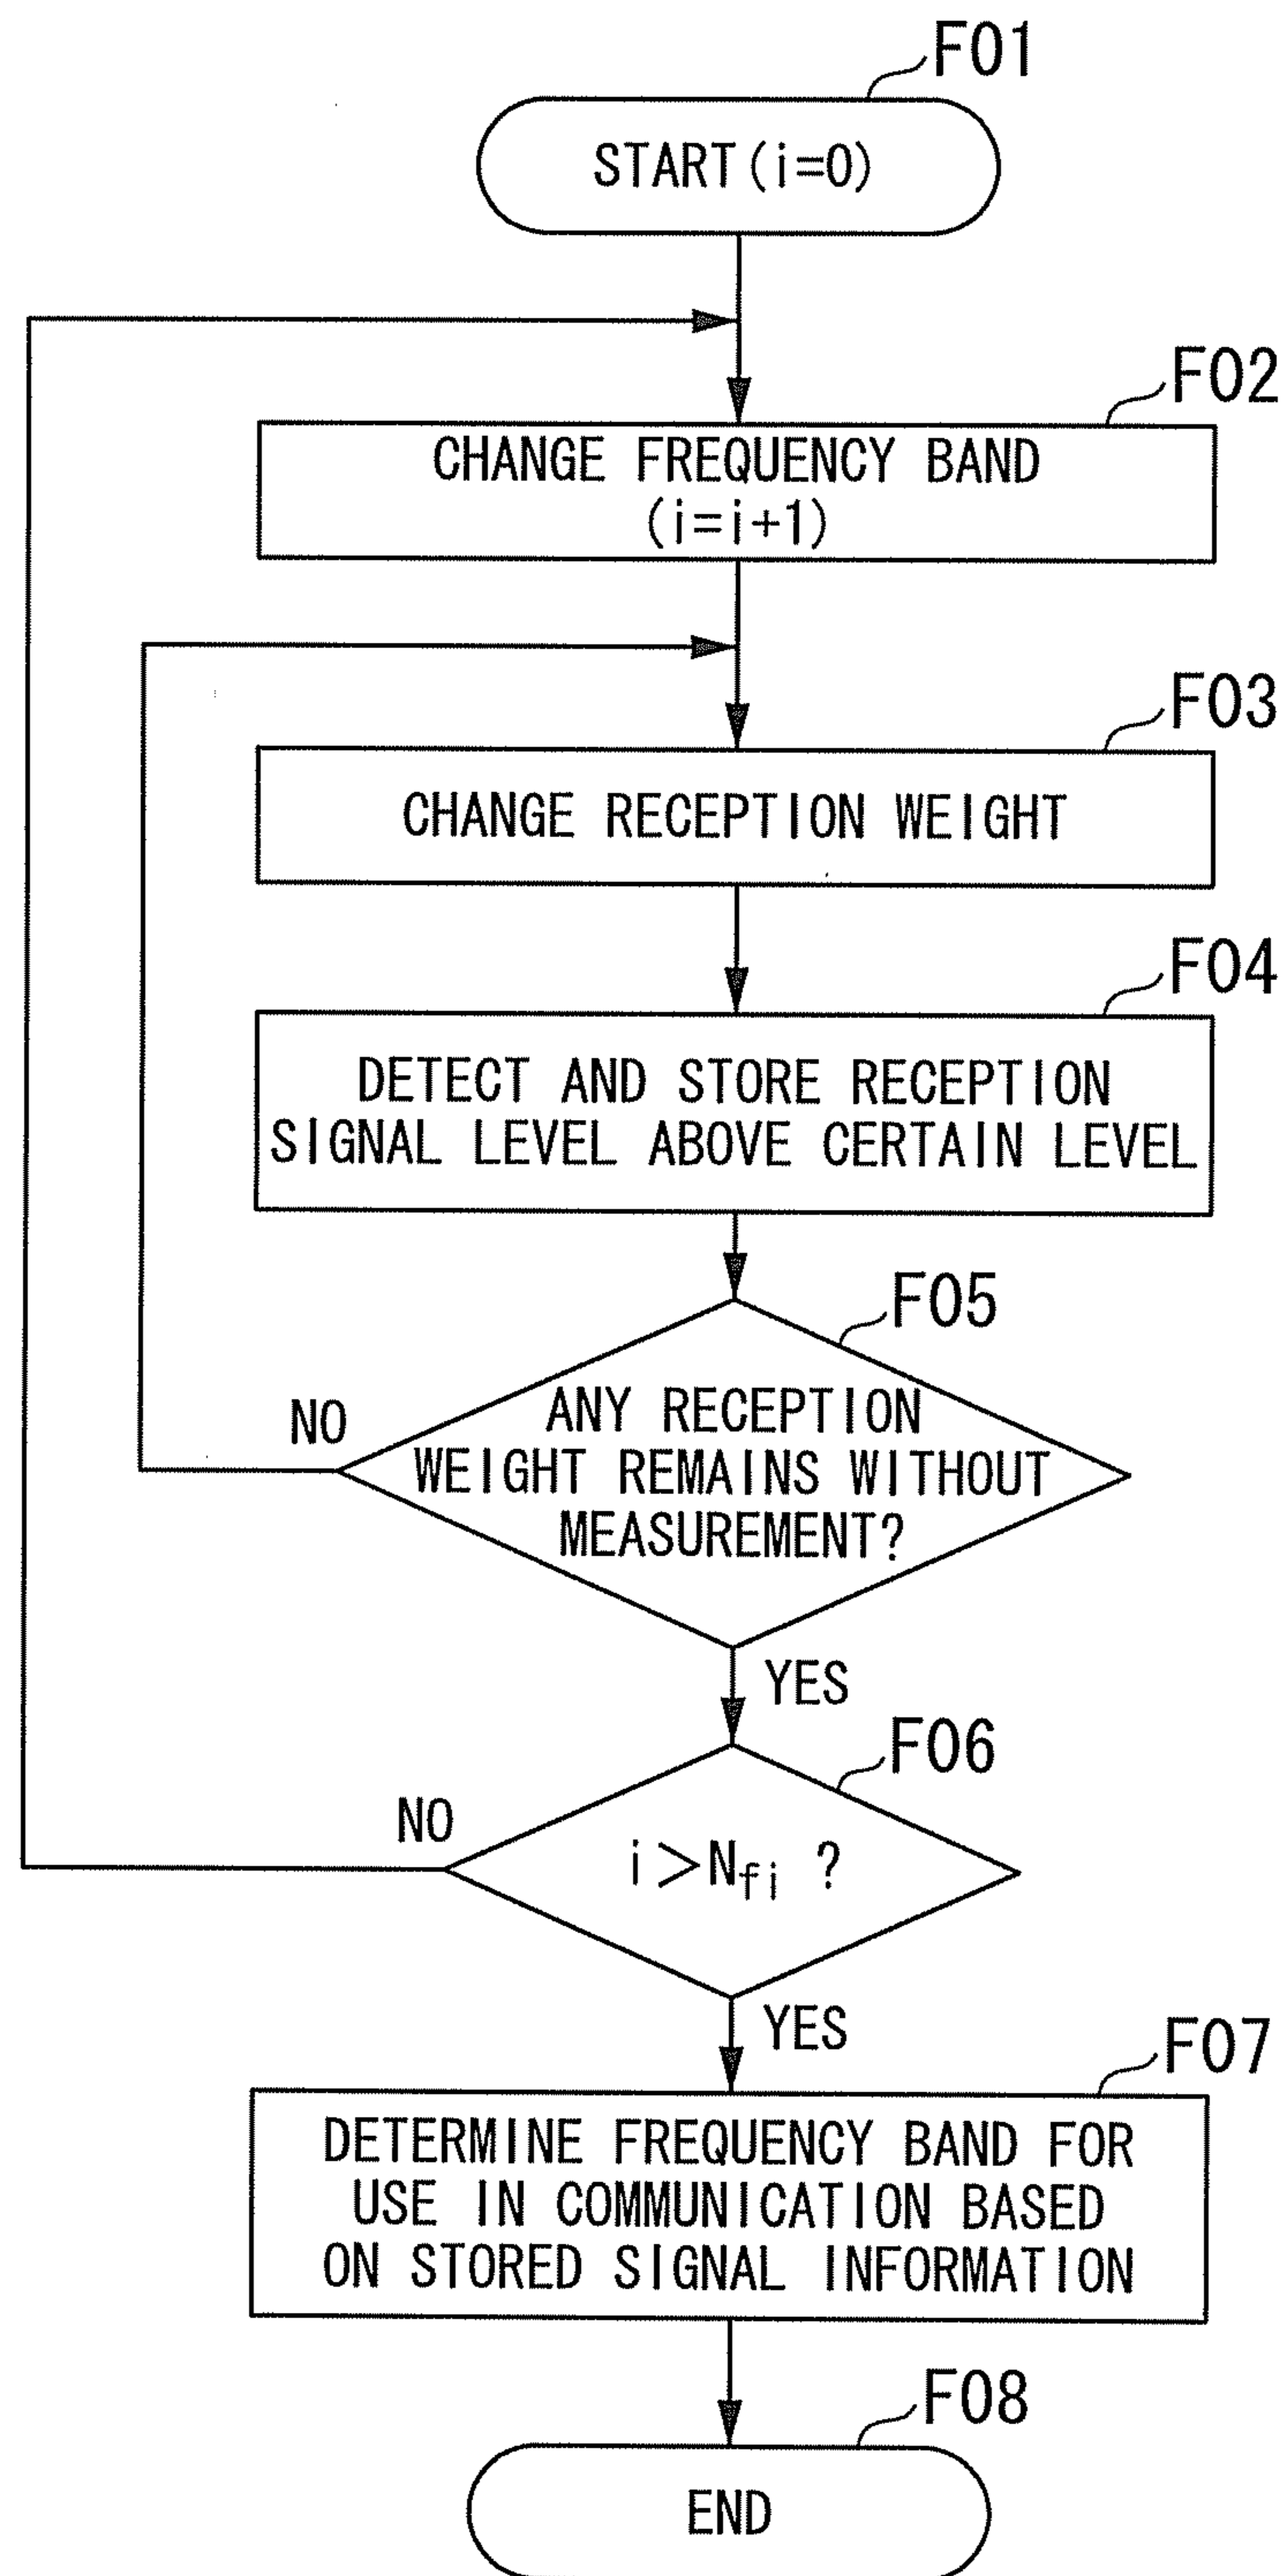 F01
START(i=0)
F02
CHANGE FREQUENCY BAND
(i=i+1)
F03
CHANGE RECEPTION WEIGHT
F04
DETECT AND STORE RECEPTION
SIGNAL LEVEL ABOVE CERTAIN LEVEL
F05
ANY RECEPTION
WEIGHT REMAINS WITHOUT
MEASUREMENT?
NO
YES
F06
i>Nfi ?
NO
YES
F07
DETERMINE FREQUENCY BAND FOR
USE IN COMMUNICATION BASED
ON STORED SIGNAL INFORMATION
F08
END